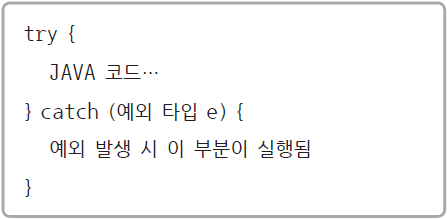 try {
JAVA 코드…
} catch (예외 타입 e) {
예외 발생 시 이 부분이 실행됨
}